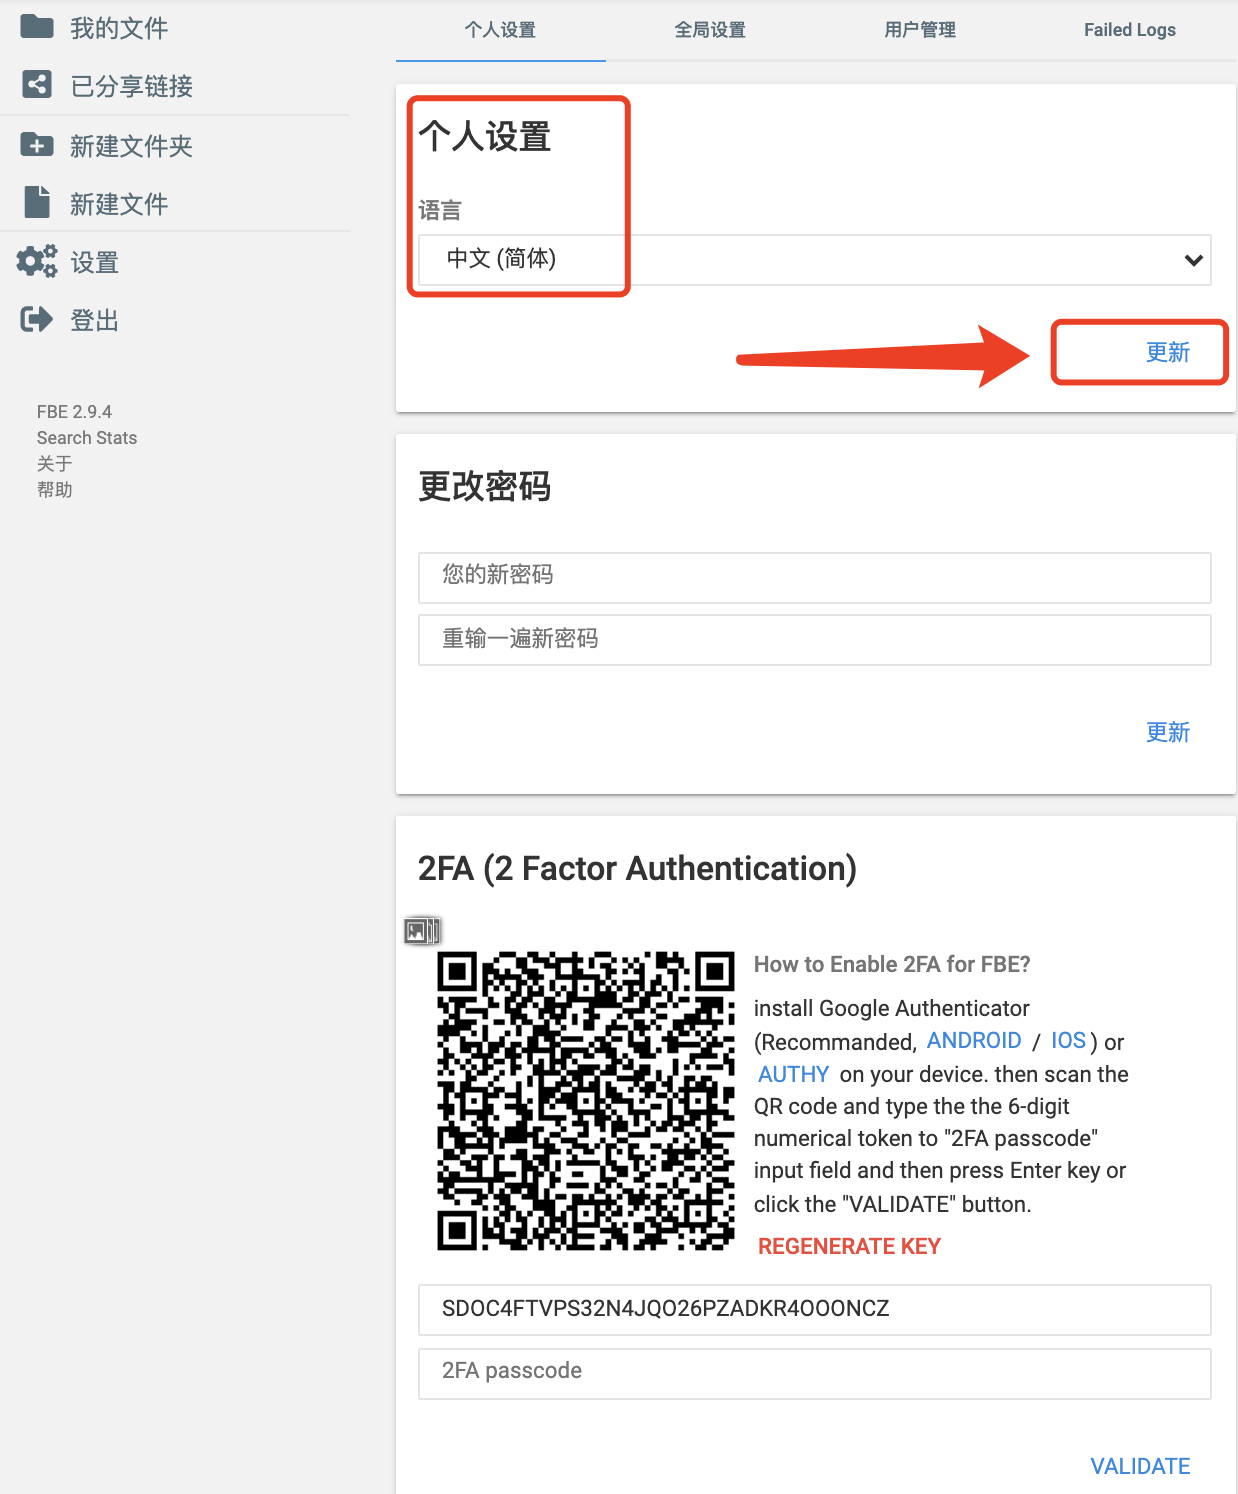 我的文件
已分享链接
新建文件夹
新建文件
设置
登出
FBE 2.9.4
Search Stats
关于
帮助
个人设置
全局设置
用户管理
Failed Logs
个人设置
语言
中文 (简体)
更新
更改密码
您的新密码
重输一遍新密码
更新
2FA (2 Factor Authentication)
How to Enable 2FA for FBE?
install Google Authenticator
(Recommanded, ANDROID / IOS ) or
AUTHY on your device. then scan the
QR code and type the the 6-digit
numerical token to "2FA passcode"
input field and then press Enter key or
click the "VALIDATE" button.
REGENERATE KEY
SDOC4FTVPS32N4JQO26PZADKR4OOONCZ
2FA passcode
VALIDATE